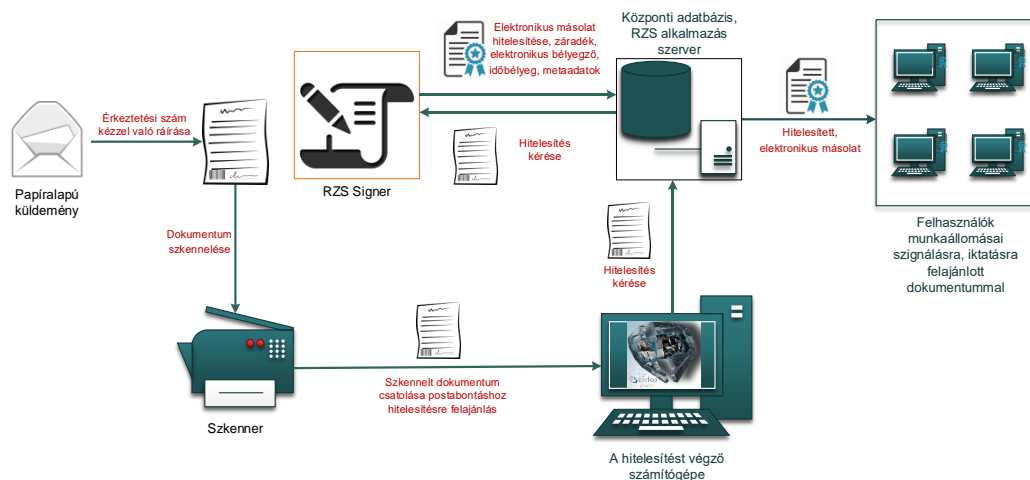 Elektronikus másolat
hitelesítése, záradék,
elektronikus bélyegző,
időbélyeg, metaadatok
Központi adatbázis,
RZS alkalmazás
szerver
Érkeztetési szám
kézzel való ráírása
Hitelesítés
kérése
Hitelesített,
elektronikus másolat
Papíralapú
küldemény
RZS Signer
Dokumentum
szkennelése
Hitelesítés
kérése
Felhasználók
munkaállomásai
szignálásra, iktatásra
felajánlott
dokumentummal
Szkennelt dokumentum
csatolása postabontáshoz
hitelesítésre felajánlás
Szkenner
A hitelesítést végző
számítógépe